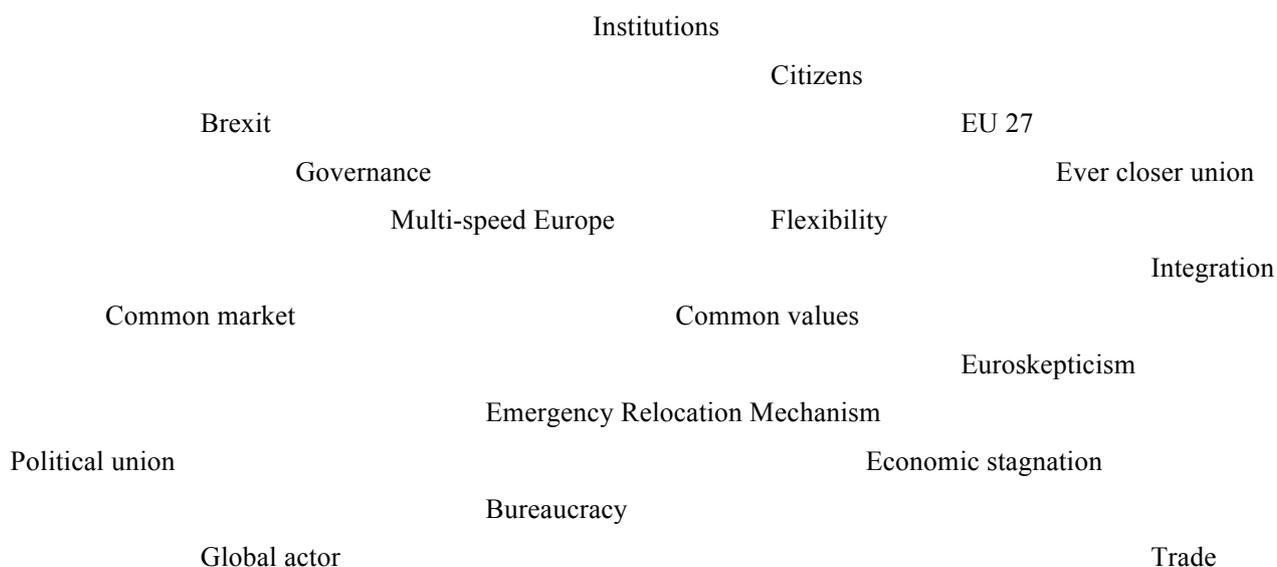 Institutions
Citizens
Brexit EU 27
Governance Ever closer union
Multi-speed Europe Flexibility
Integration
Common market Common values
Euroskepticism
Emergency Relocation Mechanism
Political union Economic stagnation
Bureaucracy
Global actor Trade